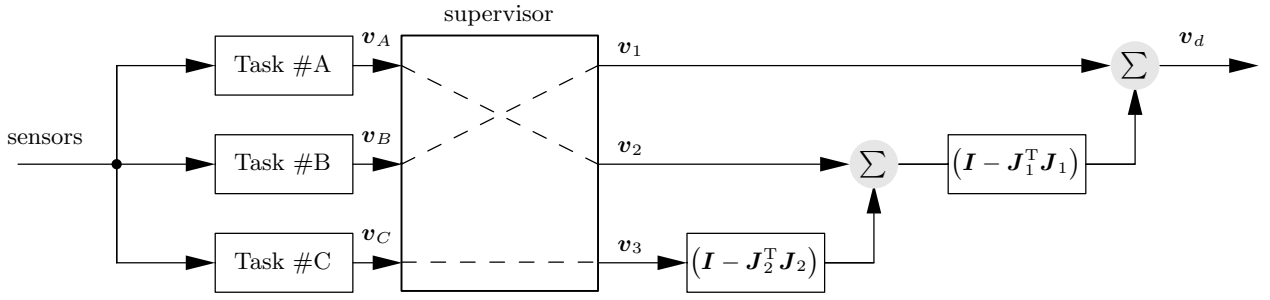 supervisor
v_A v_1 v_d
Task #A ∑
sensors
v_B v_2
Task #B ∑ (I − J_1^T J_1)
v_C v_3
Task #C (I − J_2^T J_2)